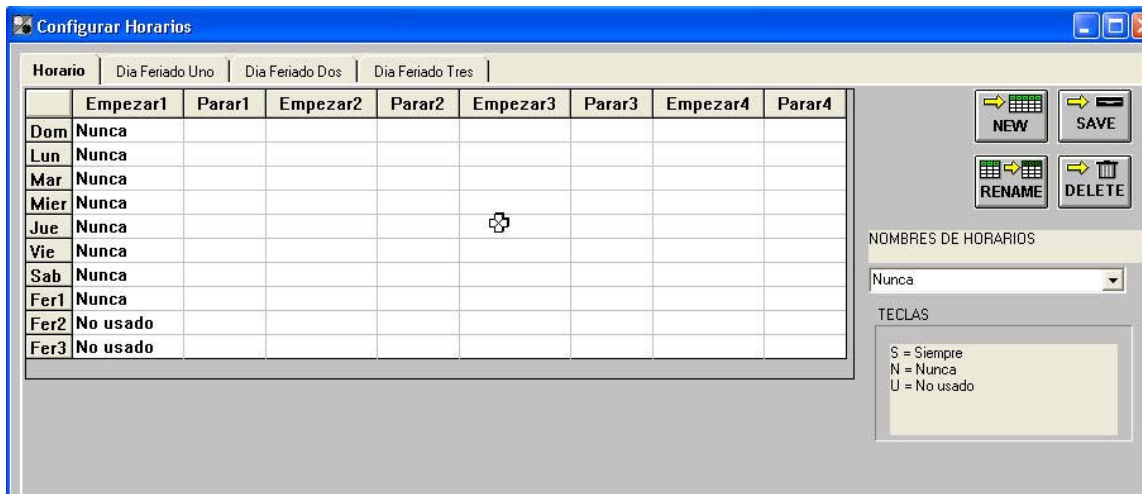 Configurar Horarios
Horario Dia Feriado Uno Dia Feriado Dos Dia Feriado Tres
Empezar1 Parar1 Empezar2 Parar2 Empezar3 Parar3 Empezar4 Parar4
Dom Nunca
Lun Nunca
Mar Nunca
Mier Nunca
Jue Nunca
Vie Nunca
Sab Nunca
Fer1 Nunca
Fer2 No usado
Fer3 No usado
NEW SAVE
RENAME DELETE
NOMBRES DE HORARIOS
Nunca
TECLAS
S = Siempre
N = Nunca
U = No usado